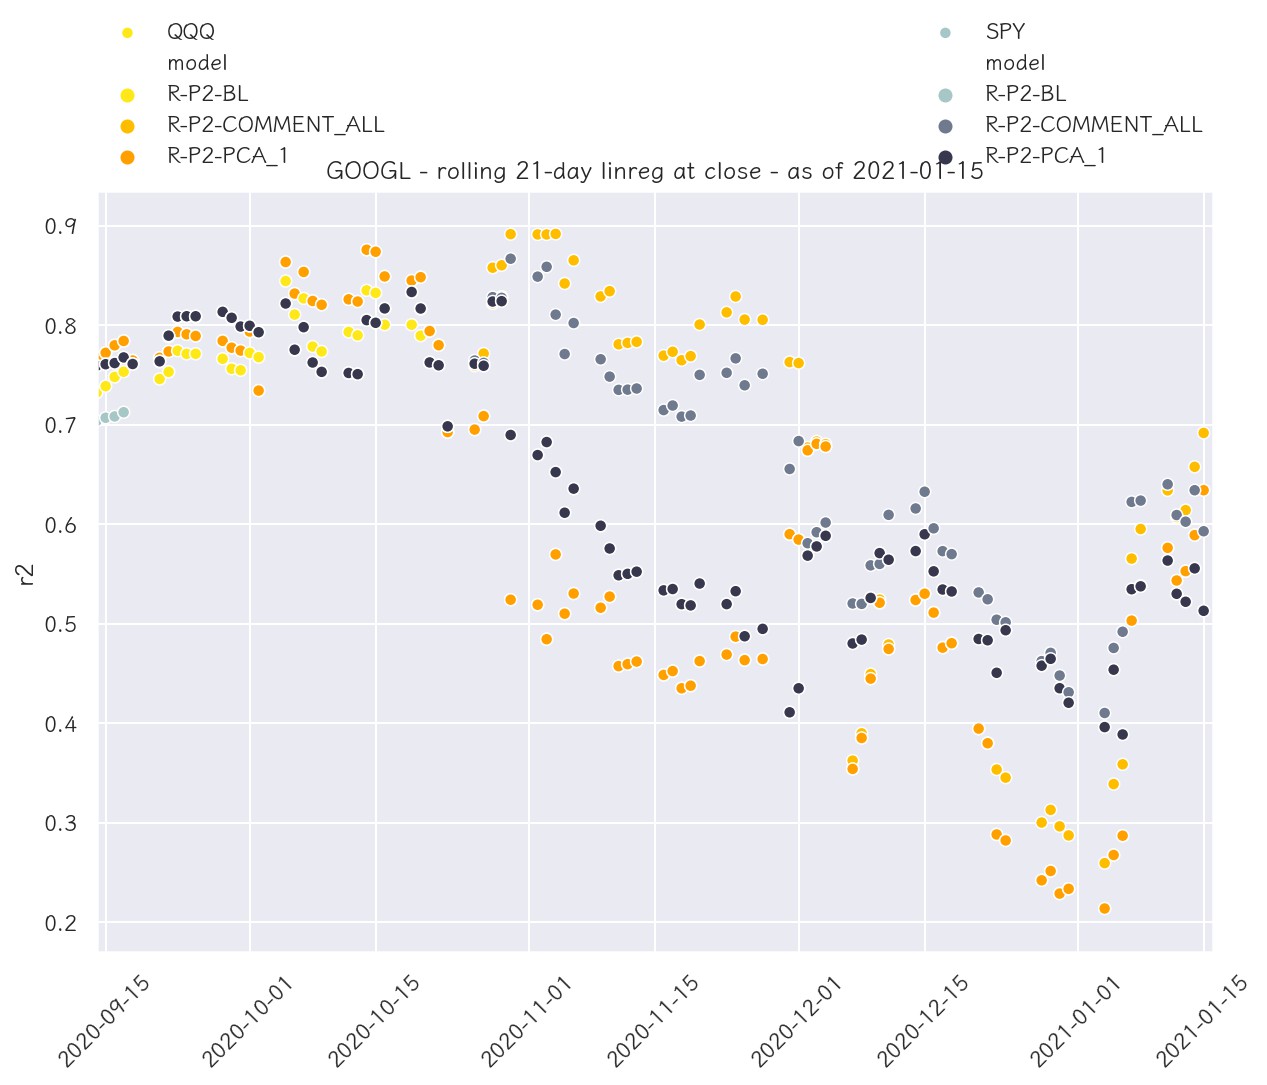 QQQ
model
R-P2-BL
R-P2-COMMENT_ALL
R-P2-PCA_1
SPY
model
R-P2-BL
R-P2-COMMENT_ALL
R-P2-PCA_1
GOOGL - rolling 21-day linreg at close - as of 2021-01-15
r2
0.9
0.8
0.7
0.6
0.5
0.4
0.3
0.2
2020-09-15
2020-10-01
2020-10-15
2020-11-01
2020-11-15
2020-12-01
2020-12-15
2021-01-01
2021-01-15